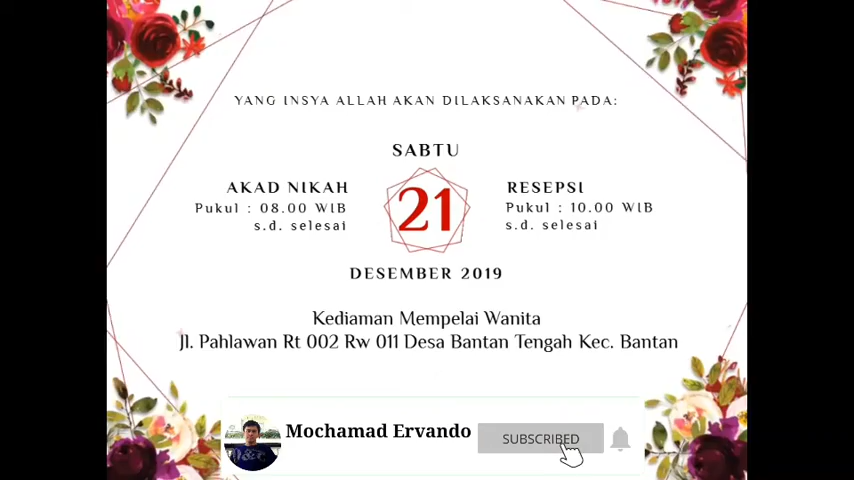 YANG INSYA ALLAH AKAN DILAKSANAKAN PADA:
SABTU
AKAD NIKAH
Pukul : 08.00 WIB
s.d. selesai
21
RESEPSI
Pukul : 10.00 WIB
s.d. selesai
DESEMBER 2019
Kediaman Mempelai Wanita
Jl. Pahlawan Rt 002 Rw 011 Desa Bantan Tengah Kec. Bantan
Mochamad Ervando
SUBSCRIBED